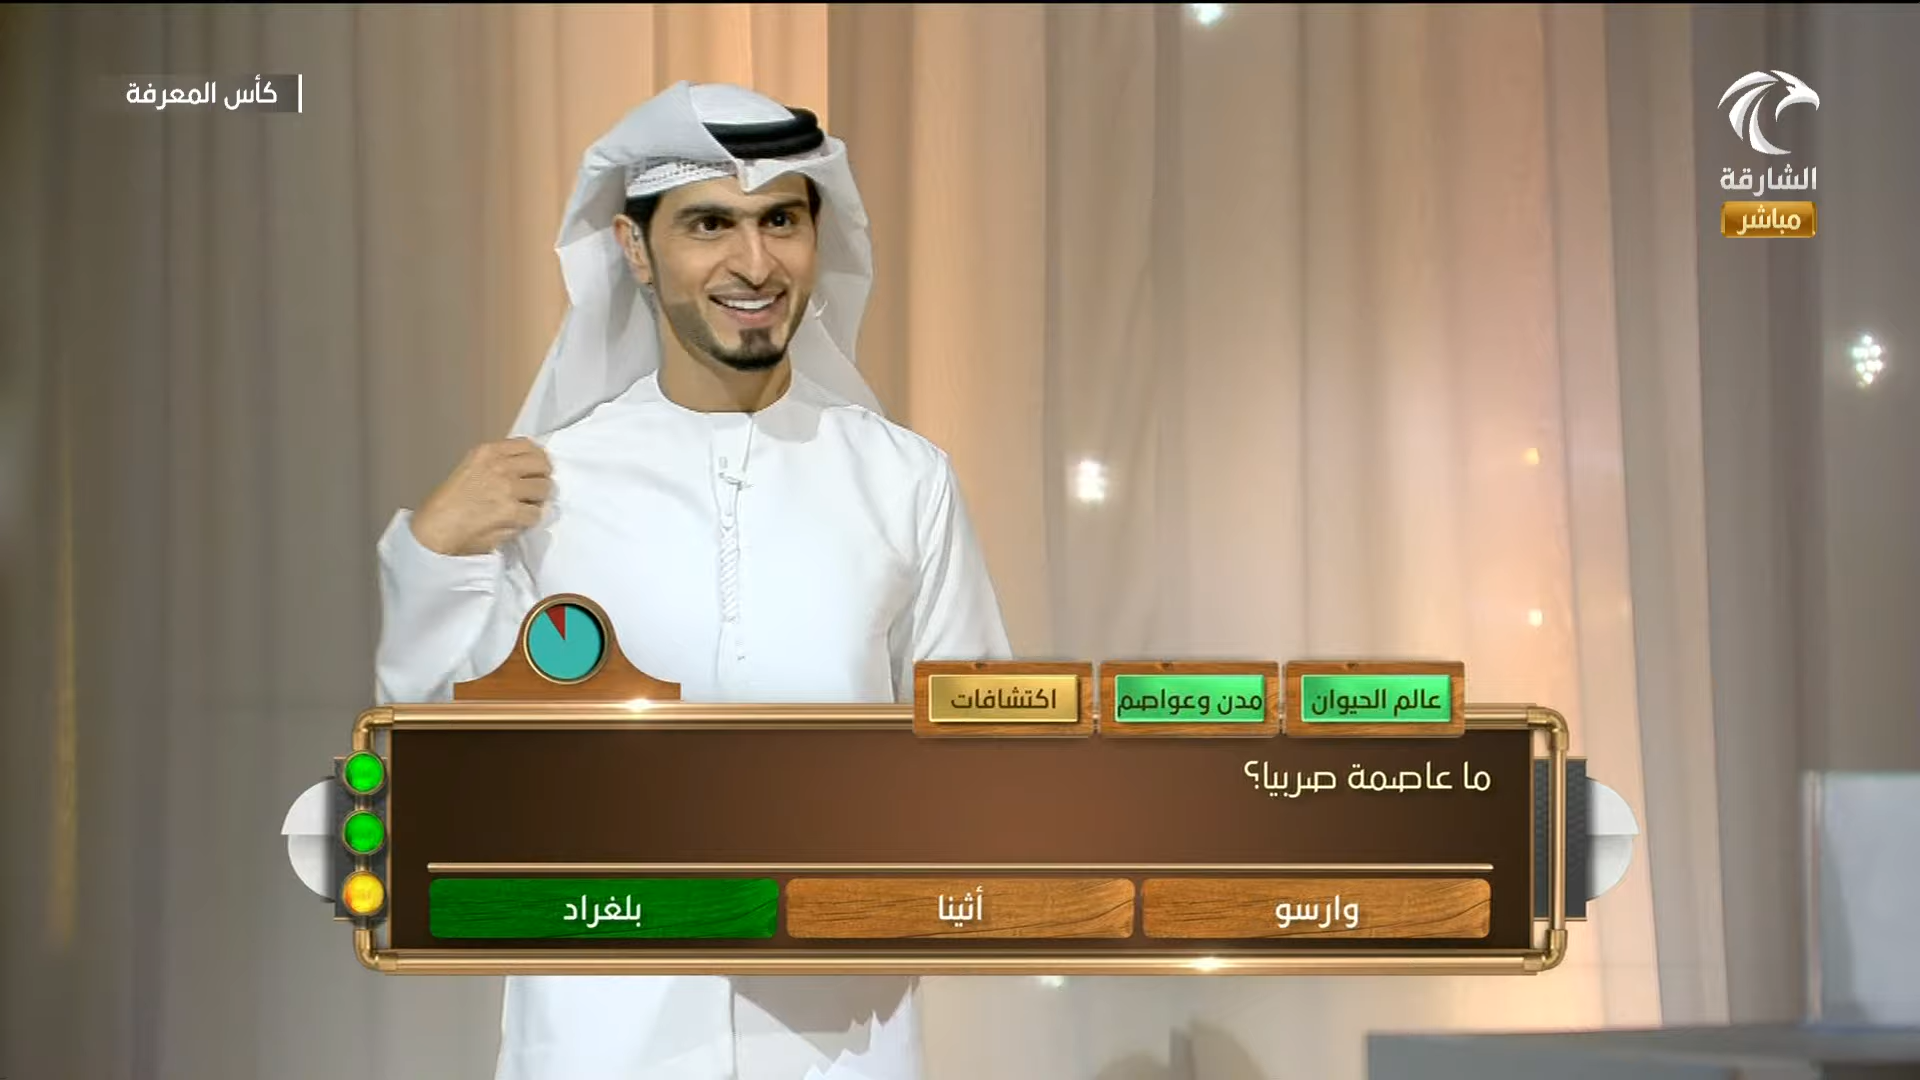 كأس المعرفة
الشارقة
مباشر
عالم الحيوان
مدن وعواصم
اكتشافات
ما عاصمة صربيا؟
وارسو
أثينا
بلغراد